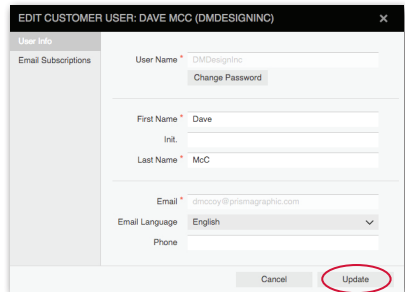 EDIT CUSTOMER USER: DAVE MCC (DMDESIGNINC) ×
User Info
Email Subscriptions
User Name * DMDesignInc
Change Password
First Name * Dave
Init.
Last Name * McC
Email * dmccoy@prismagraphic.com
Email Language English
Phone
Cancel Update